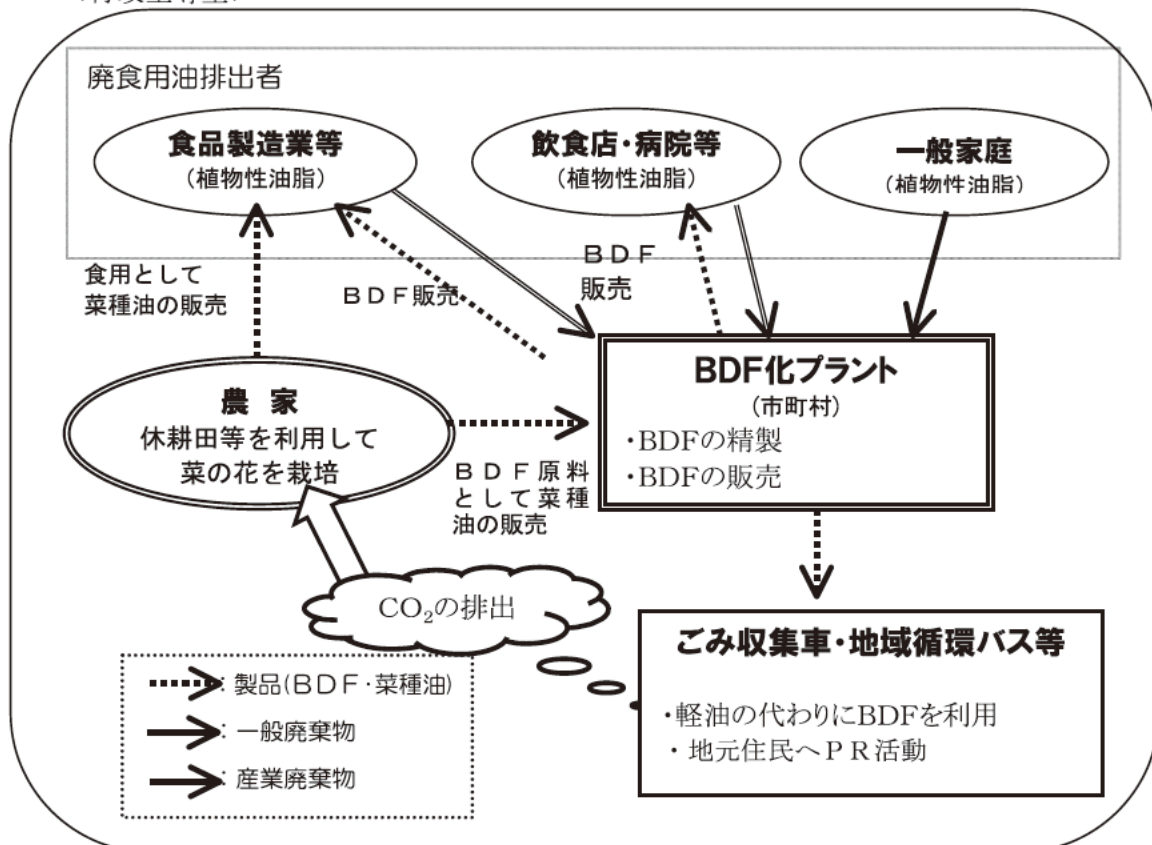 廃食用油排出者
食品製造業等
(植物性油脂)
飲食店・病院等
(植物性油脂)
一般家庭
(植物性油脂)
食用として
菜種油の販売
BDF販売
BDF
販売
農 家
休耕田等を利用して
菜の花を栽培
BDF原料
として菜種
油の販売
BDF化プラント
(市町村)
・BDFの精製
・BDFの販売
CO₂の排出
ごみ収集車・地域循環バス等
・軽油の代わりにBDFを利用
・地元住民へPR活動
:製品(BDF・菜種油)
:一般廃棄物
:産業廃棄物